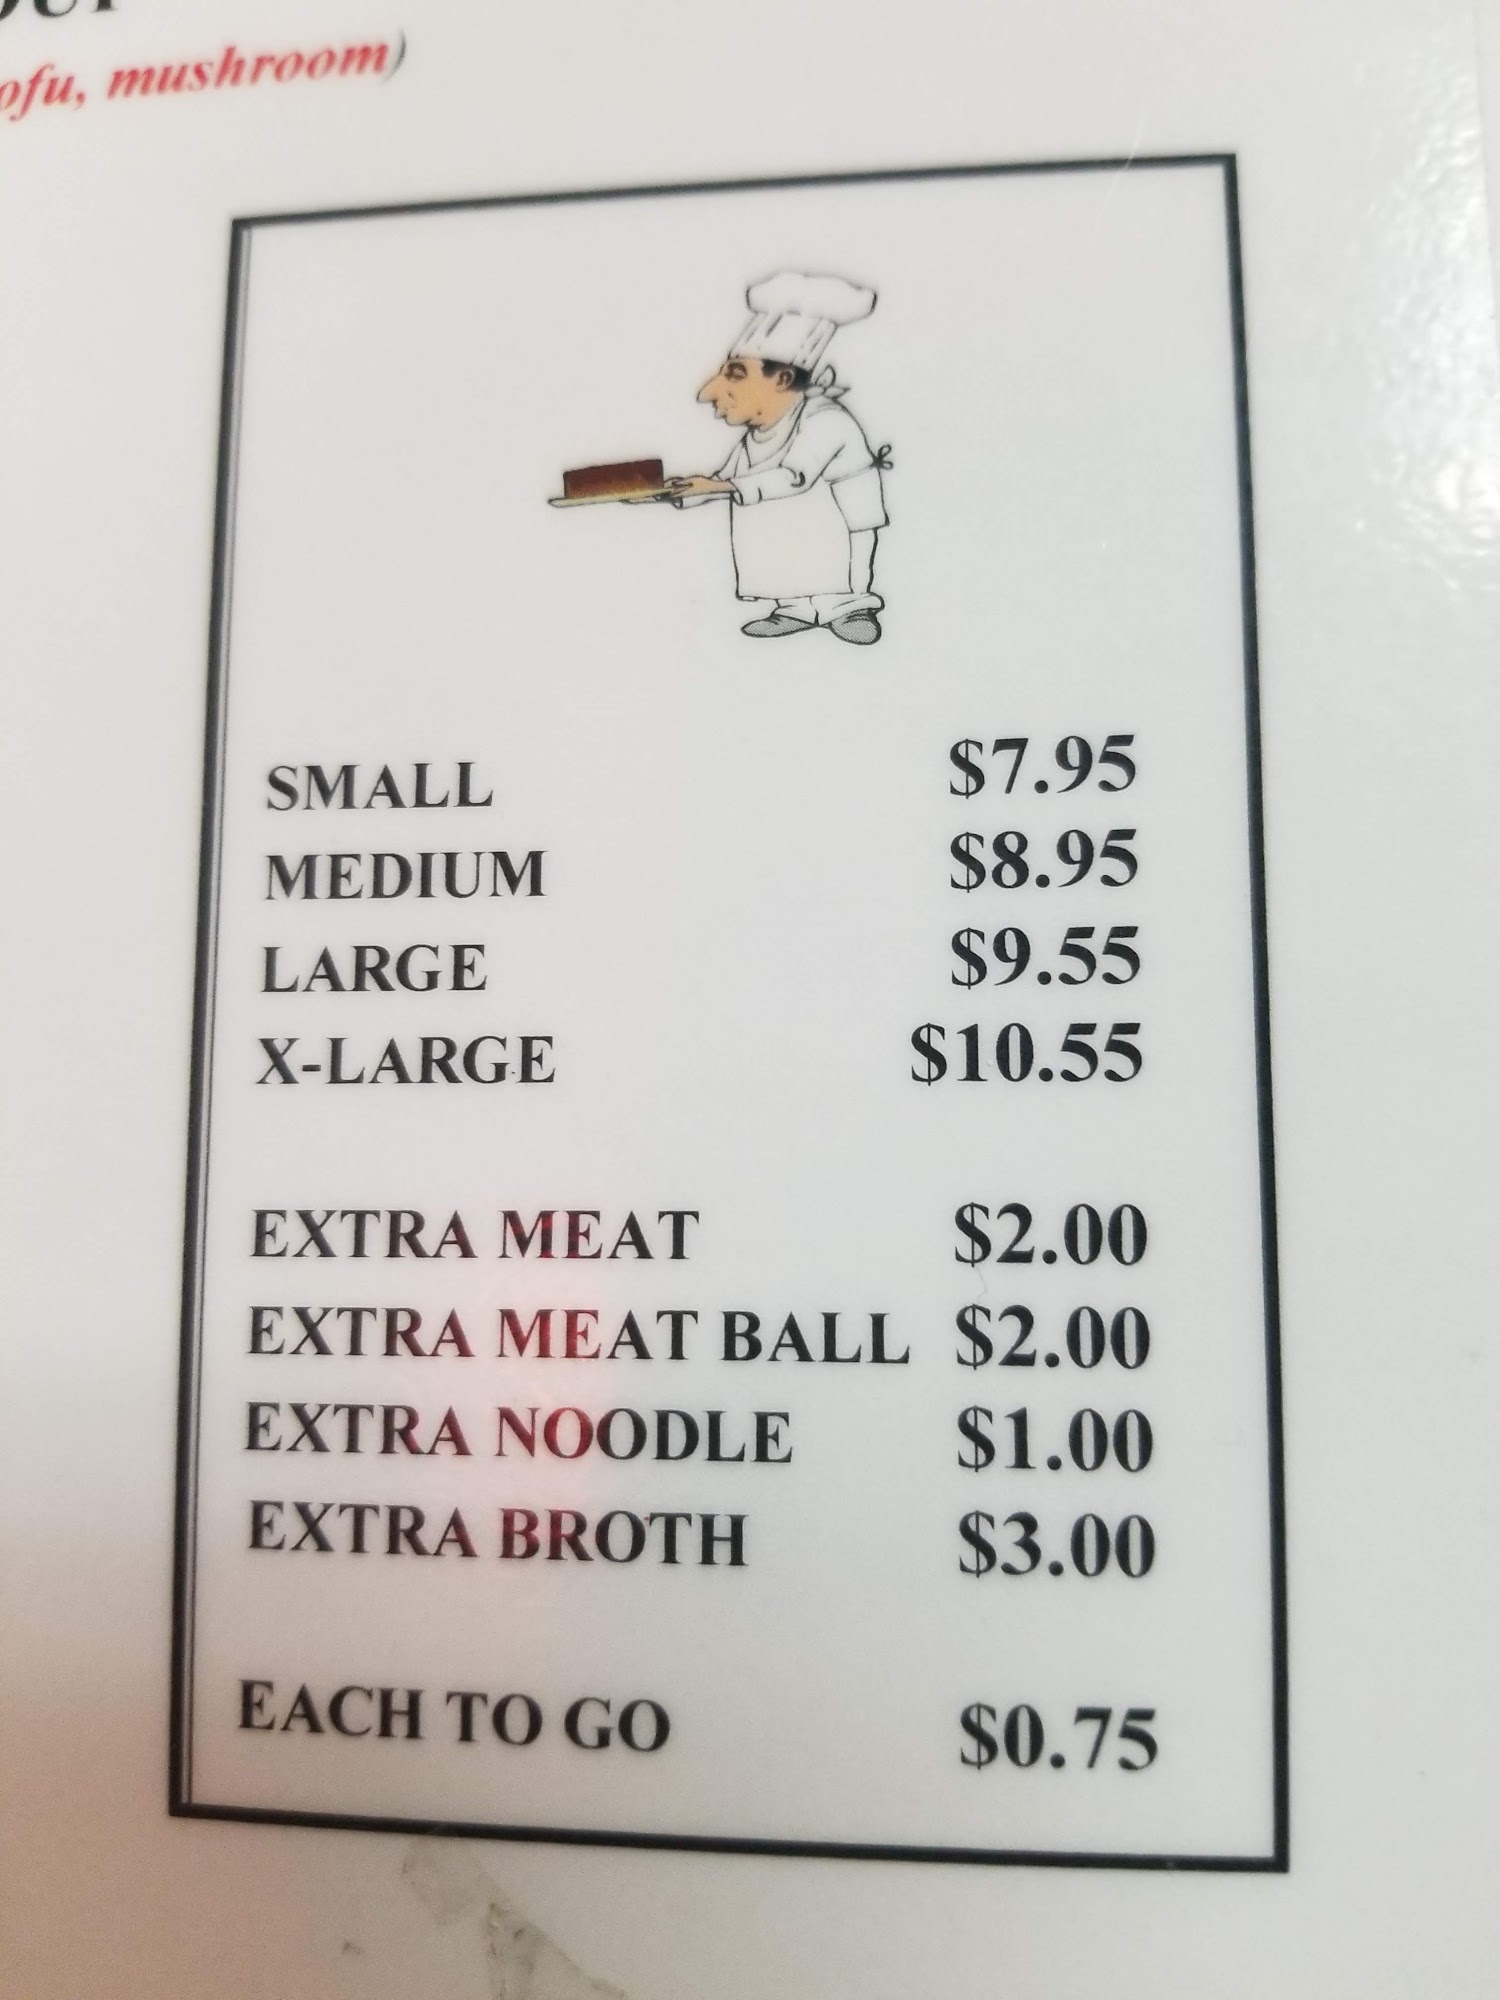 mushroom)
SMALL $7.95
MEDIUM $8.95
LARGE $9.55
X-LARGE $10.55
EXTRA MEAT $2.00
EXTRA MEAT BALL $2.00
EXTRA NOODLE $1.00
EXTRA BROTH $3.00
EACH TO GO $0.75